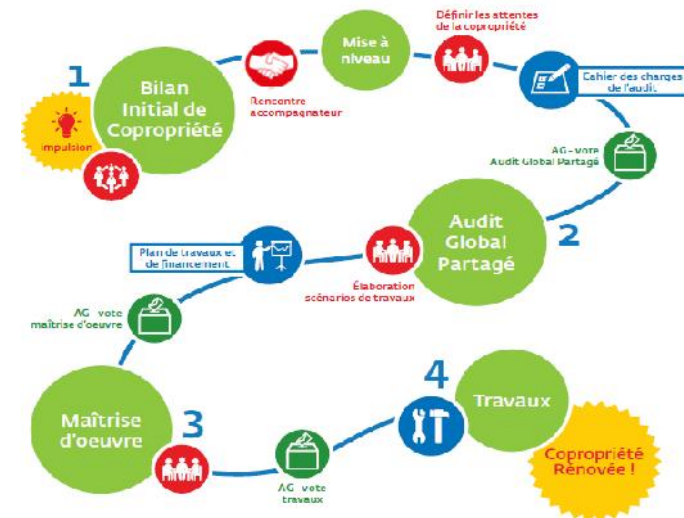 1
Bilan
Initial de
Copropriété
impulsion
Rencontre
accompagnateur
Mise à
niveau
Définir les attentes
de la copropriété
Cahier des charges
de l'audit
AG - vote
Audit Global Partagé
2
Audit
Global
Partagé
Élaboration
scénarios de travaux
Plan de travaux et
de financement
AG - vote
maîtrise d'oeuvre
3
Maîtrise
d'oeuvre
AG - vote
travaux
4
Travaux
Copropriété
Rénovée !